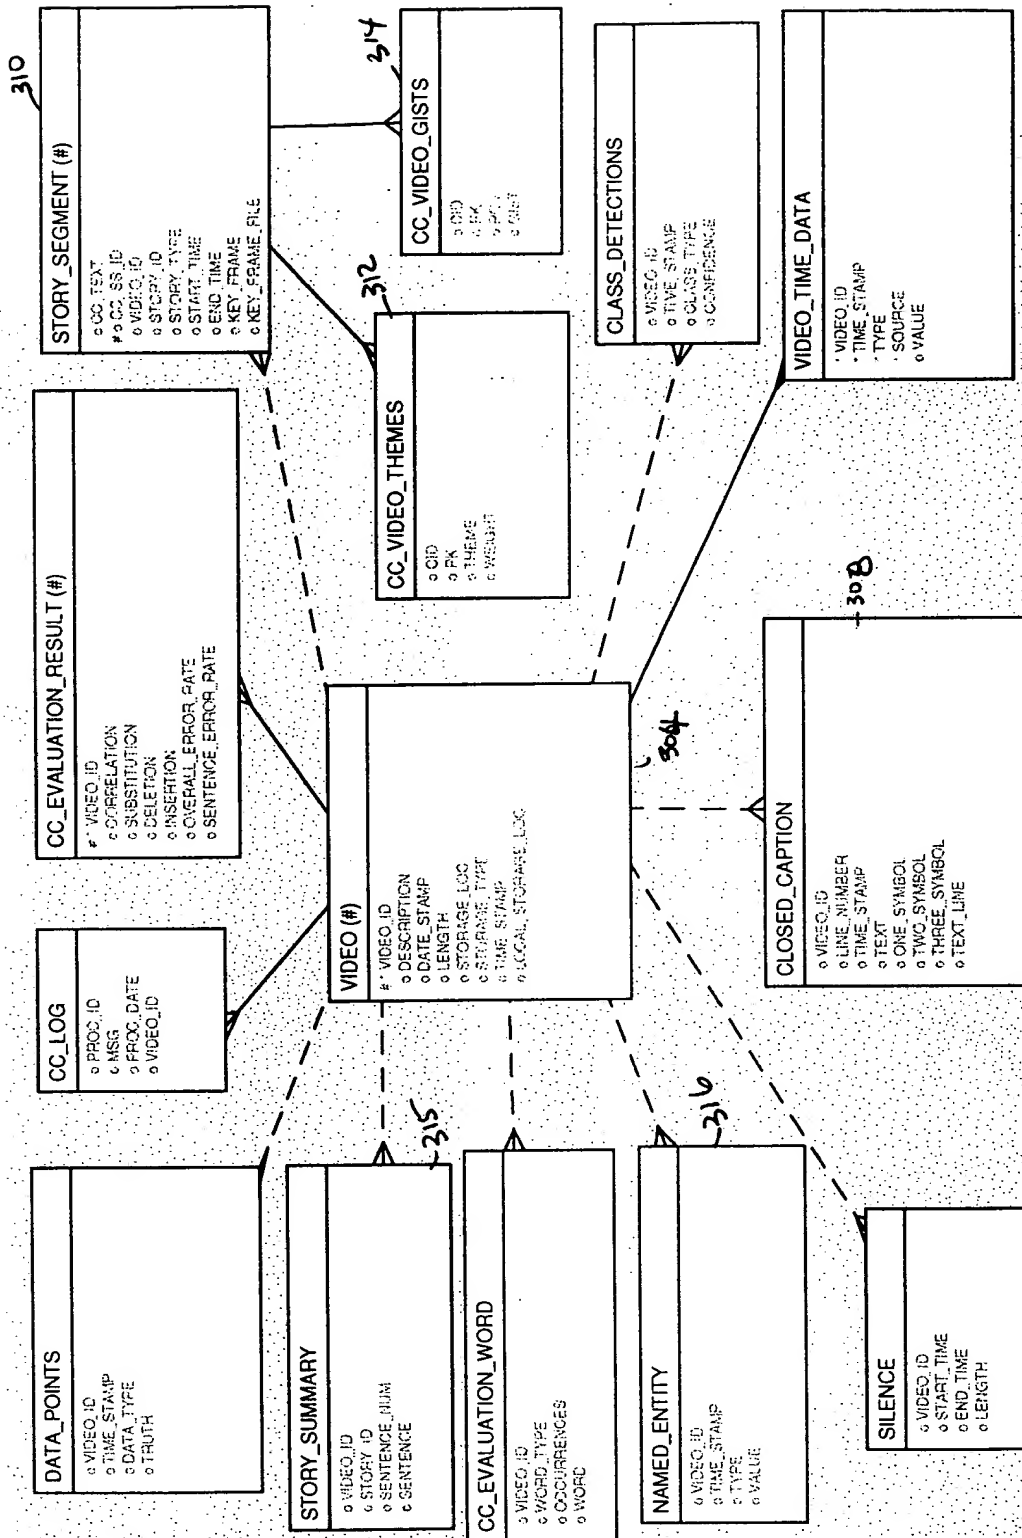 310
STORY_SEGMENT (#)
o CC_TEXT
# o CC_SS_ID
o VIDEO_ID
o STORY_ID
o STORY_TYPE
o START_TIME
o END_TIME
o KEY_FRAME
o KEY_FRAME_FILE
314
CC_VIDEO_GISTS
o CID
o PK
CLASS_DETECTIONS
o VIDEO_ID
o TIME_STAMP
o CLASS_TYPE
o CONFIDENCE
VIDEO_TIME_DATA
* VIDEO_ID
* TIME_STAMP
* TYPE
* SOURCE
o VALUE
312
CC_VIDEO_THEMES
o CID
o PK
o THEME
o WEIGHT
CC_EVALUATION_RESULT (#)
# * VIDEO_ID
o CORRELATION
o SUBSTITUTION
o DELETION
o INSERTION
o OVERALL_ERROR_RATE
o SENTENCE_ERROR_RATE
VIDEO (#)
# * VIDEO_ID
o DESCRIPTION
o DATE_STAMP
o LENGTH
o STORAGE_LOC
o STORAGE_TYPE
o TIME_STAMP
o LOCAL_STORAGE_LOC
304
308
CLOSED_CAPTION
o VIDEO_ID
o LINE_NUMBER
o TIME_STAMP
o TEXT
o ONE_SYMBOL
o TWO_SYMBOL
o THREE_SYMBOL
o TEXT_LINE
CC_LOG
o PROC_ID
o MSG
o PROC_DATE
o VIDEO_ID
DATA_POINTS
o VIDEO_ID
o TIME_STAMP
o DATA_TYPE
o TRUTH
STORY_SUMMARY
o VIDEO_ID
o STORY_ID
o SENTENCE_NUM
o SENTENCE
315
CC_EVALUATION_WORD
o VIDEO_ID
o WORD_TYPE
o OCCURRENCES
o WORD
NAMED_ENTITY
o VIDEO_ID
o TIME_STAMP
o TYPE
o VALUE
316
SILENCE
o VIDEO_ID
o START_TIME
o END_TIME
o LENGTH